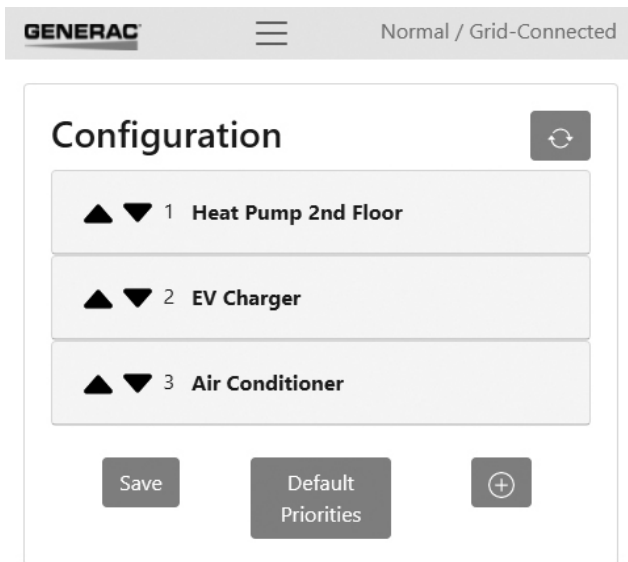 GENERAC
Normal / Grid-Connected
Configuration
1 Heat Pump 2nd Floor
2 EV Charger
3 Air Conditioner
Save
Default
Priorities